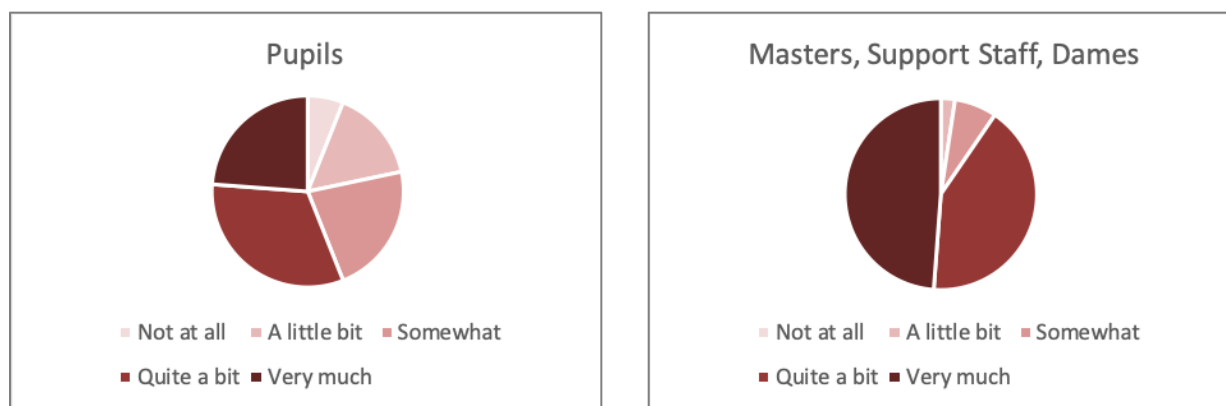 Pupils
Not at all A little bit Somewhat
Quite a bit Very much
Masters, Support Staff, Dames
Not at all A little bit Somewhat
Quite a bit Very much